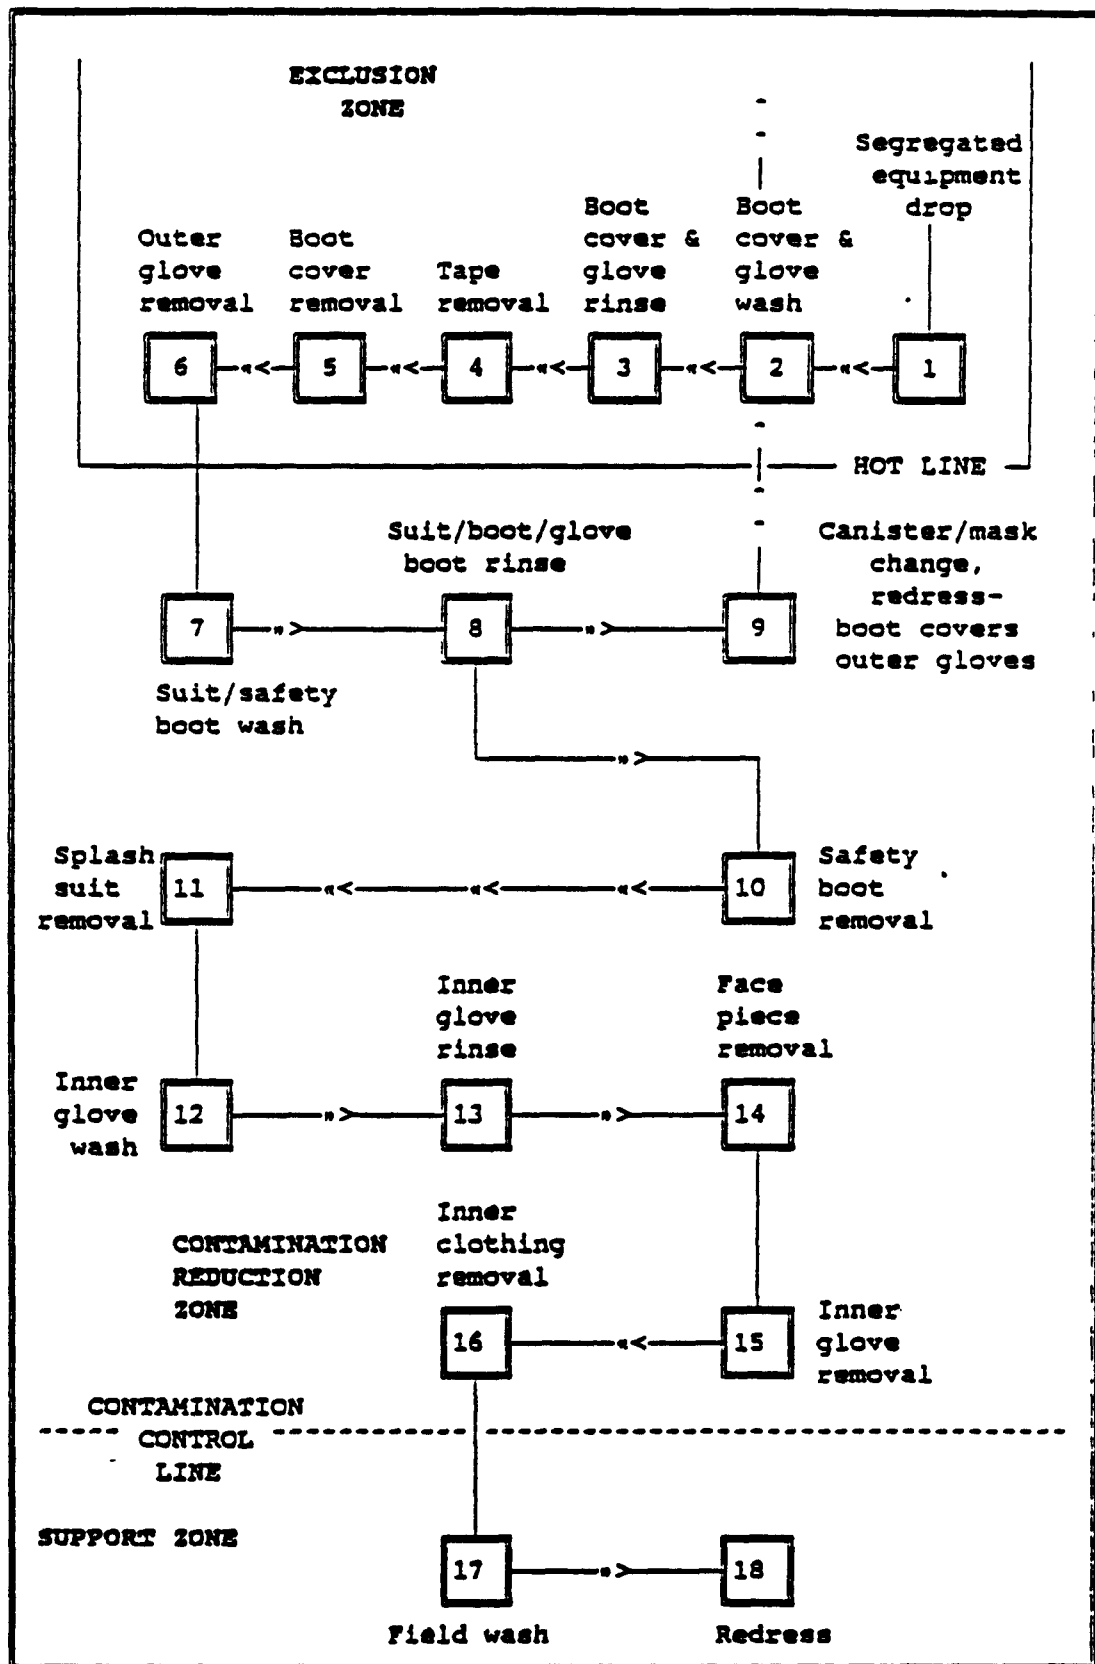 EXCLUSION
ZONE
Segregated
equipment
drop
Boot
cover &
glove
wash
Boot
cover &
glove
rinse
Tape
removal
Boot
cover
removal
Outer
glove
removal
6
5
4
3
2
1
HOT LINE
Suit/boot/glove
boot rinse
Canister/mask
change,
redress-
boot covers
outer gloves
7
8
9
Suit/safety
boot wash
Splash
suit
removal
11
10
Safety
boot
removal
Inner
glove
rinse
Face
piece
removal
Inner
glove
wash
12
13
14
Inner
clothing
removal
CONTAMINATION
REDUCTION
ZONE
16
15
Inner
glove
removal
CONTAMINATION
CONTROL
LINE
SUPPORT ZONE
17
18
Field wash
Redress